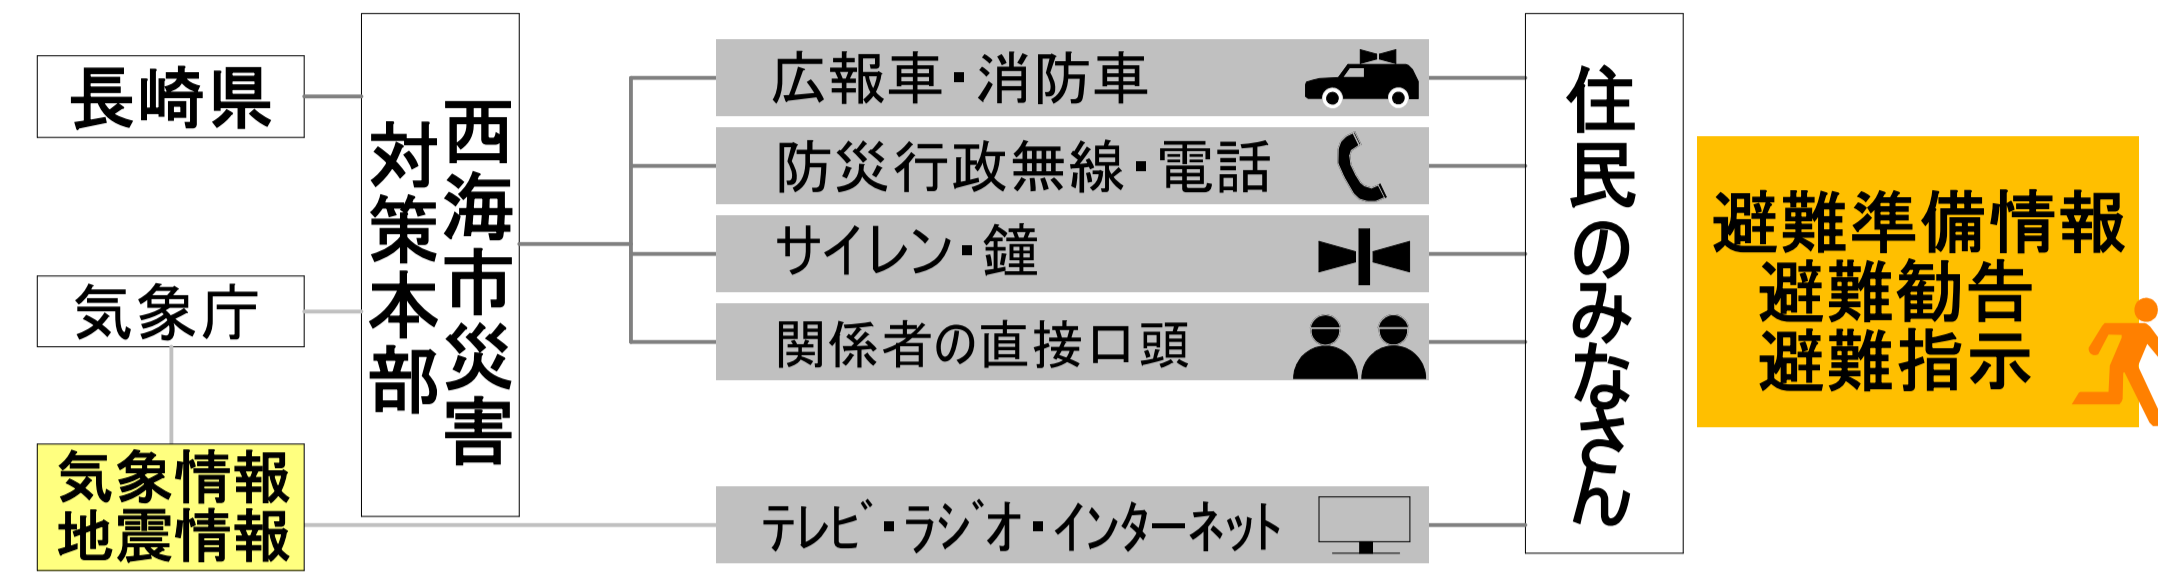 長崎県
気象庁
気象情報
地震情報
西海市災害
対策本部
広報車・消防車
防災行政無線・電話
サイレン・鐘
関係者の直接口頭
テレビ・ラジオ・インターネット
住民のみなさん
避難準備情報
避難勧告
避難指示